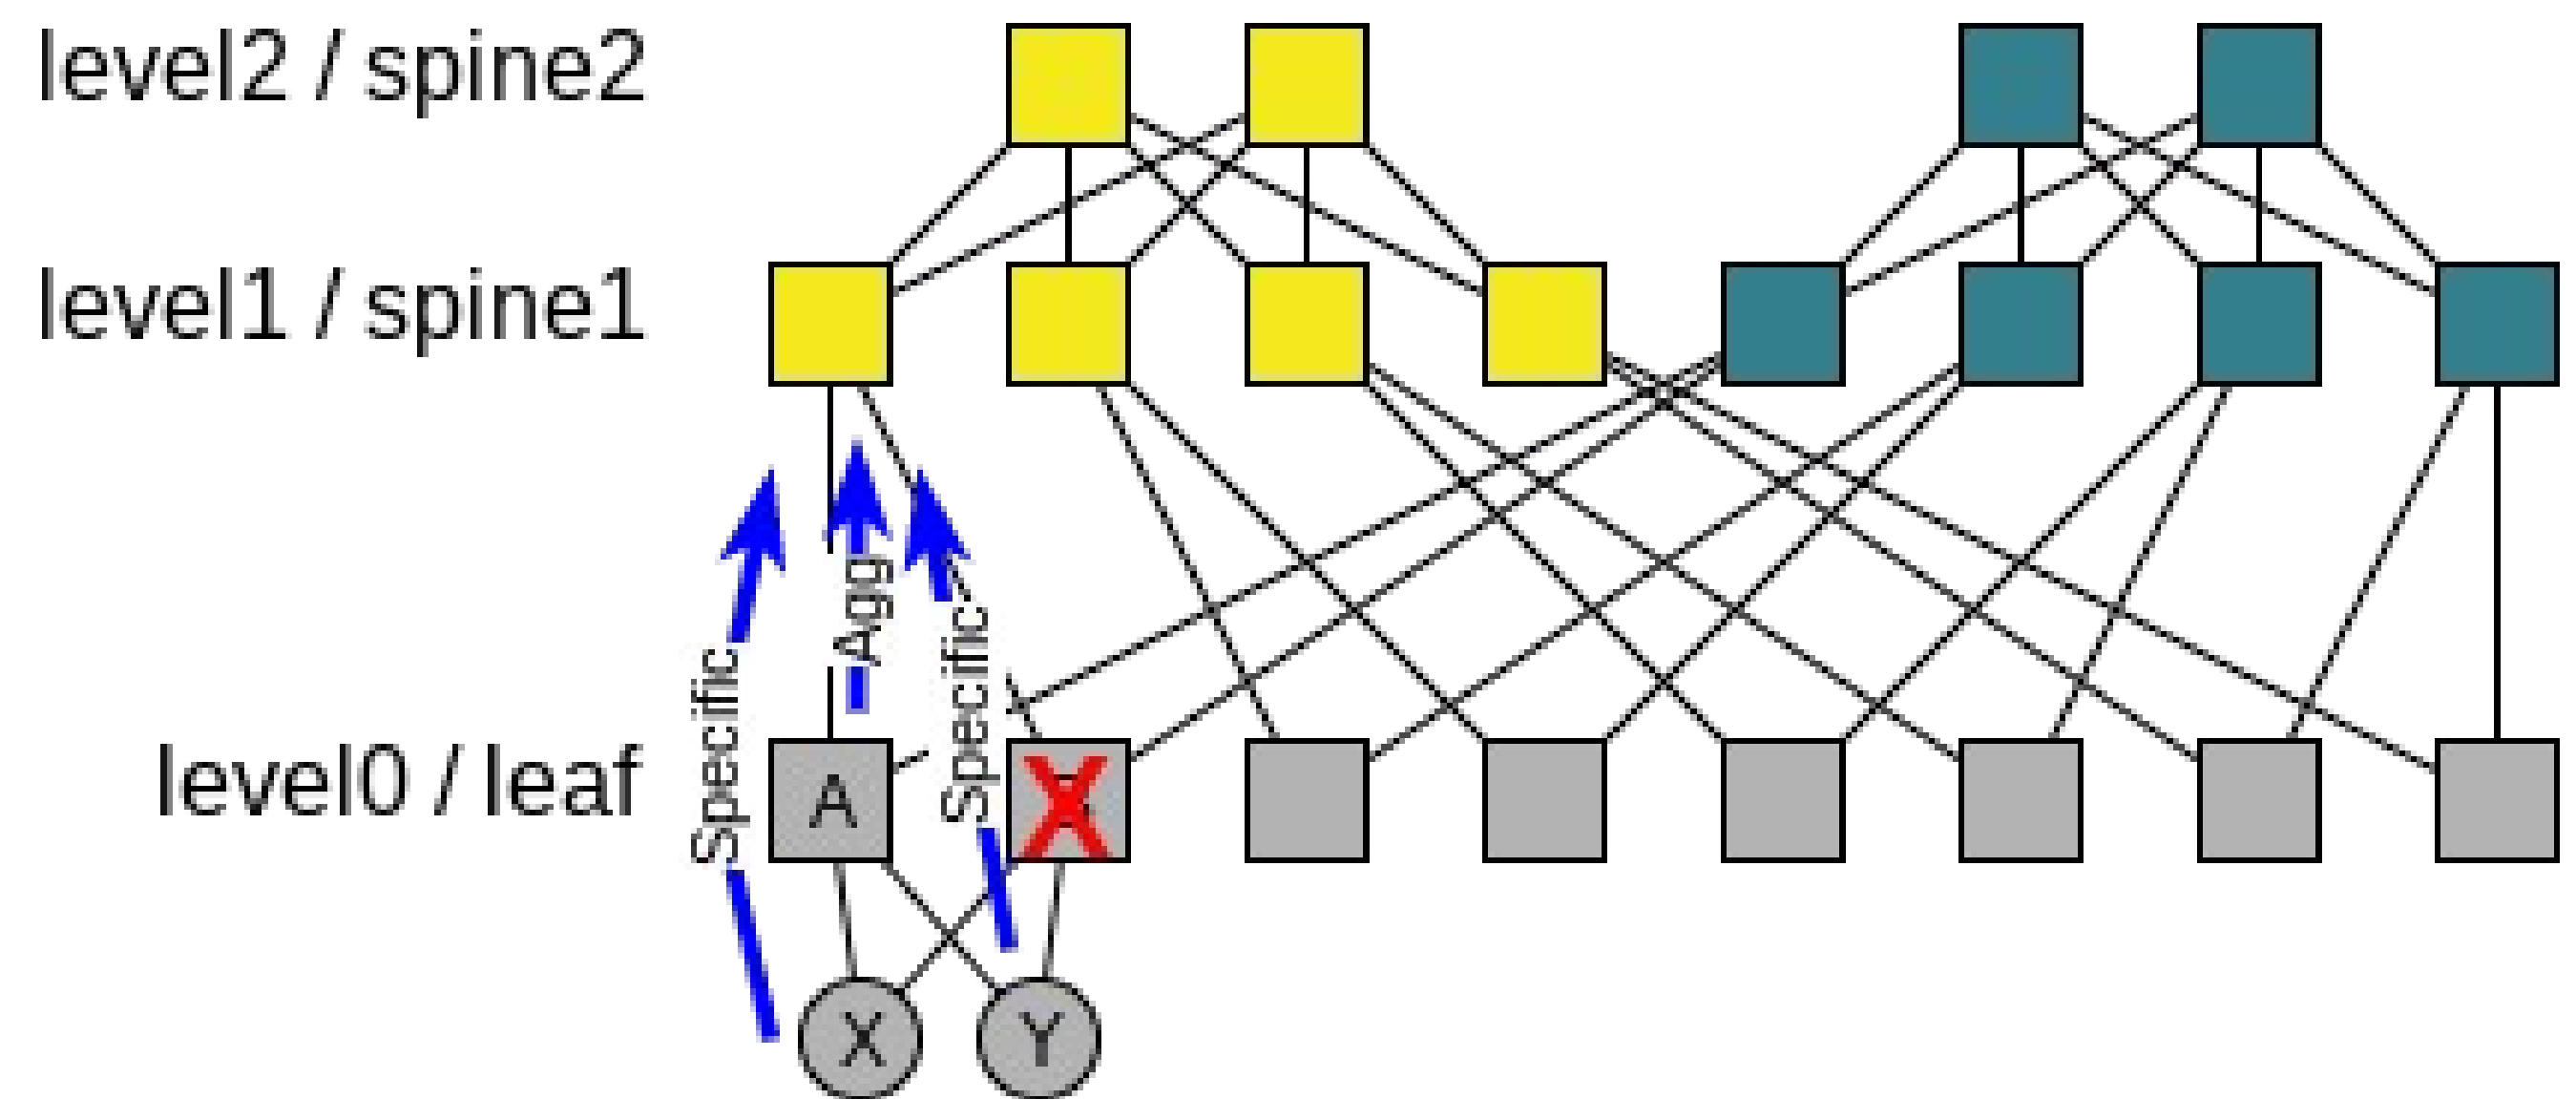 level2 / spine2
level1 / spine1
Agg
Specific
Specific
level0 / leaf
A
X
X
Y